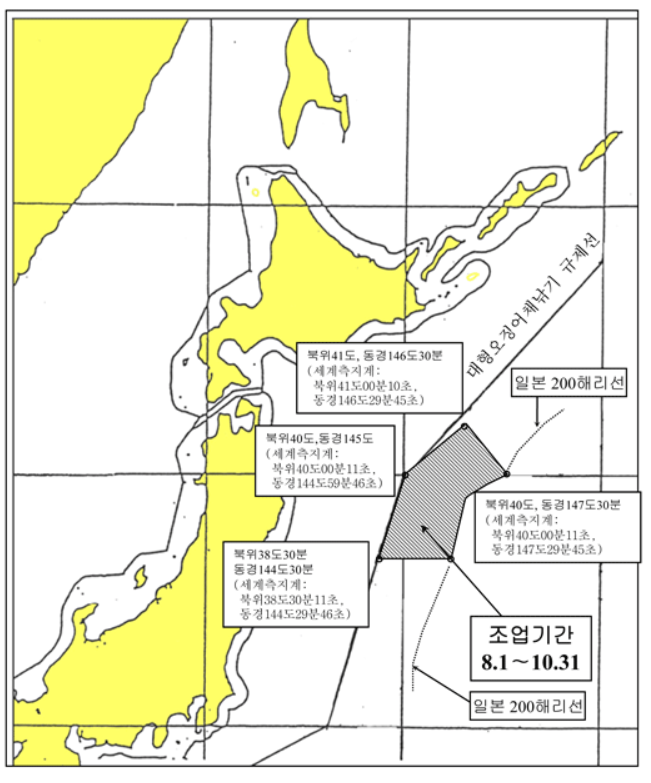 대형오징어채낚기 규제선
북위41도, 동경146도30분
(세계측지계:
북위41도00분10초,
동경146도29분45초)
일본 200해리선
북위40도,동경145도
(세계측지계:
북위40도00분11초,
동경144도59분46초)
북위40도, 동경147도30분
(세계측지계:
북위40도00분11초,
동경147도29분45초)
북위38도30분
동경144도30분
(세계측지계:
북위38도30분11초,
동경144도29분46초)
조업기간
8.1～10.31
일본 200해리선